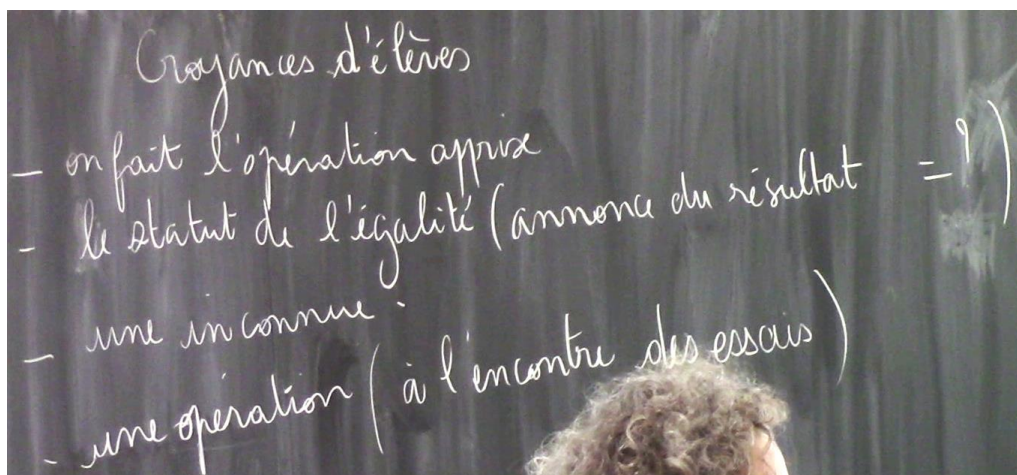 Croyances d'élèves
– on fait l'opération apprise
– le statut de l'égalité (annonce du résultat = ?)
– une inconnue.
– une opération (à l'encontre des essais)